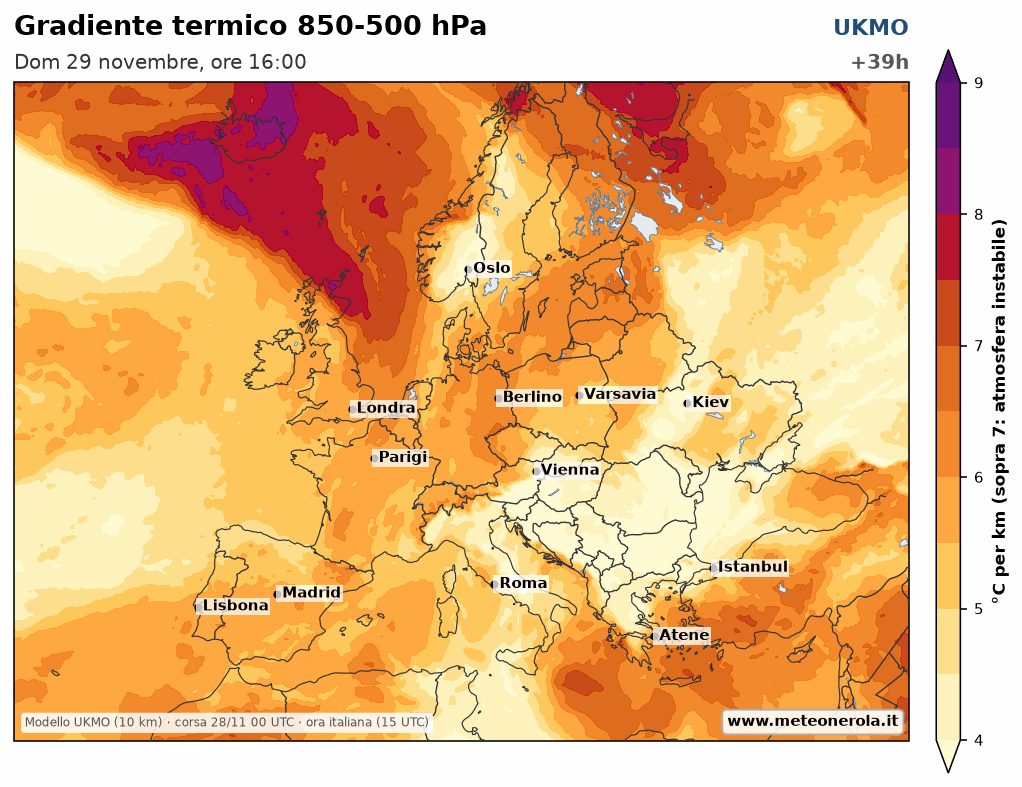 Gradiente termico 850-500 hPa
UKMO
Dom 29 novembre, ore 16:00
+39h
9
8
7
6
5
4
°C per km (sopra 7: atmosfera instabile)
Oslo
Londra
Berlino
Varsavia
Kiev
Parigi
Vienna
Istanbul
Roma
Madrid
Lisbona
Atene
Modello UKMO (10 km) · corsa 28/11 00 UTC · ora italiana (15 UTC)
www.meteonerola.it